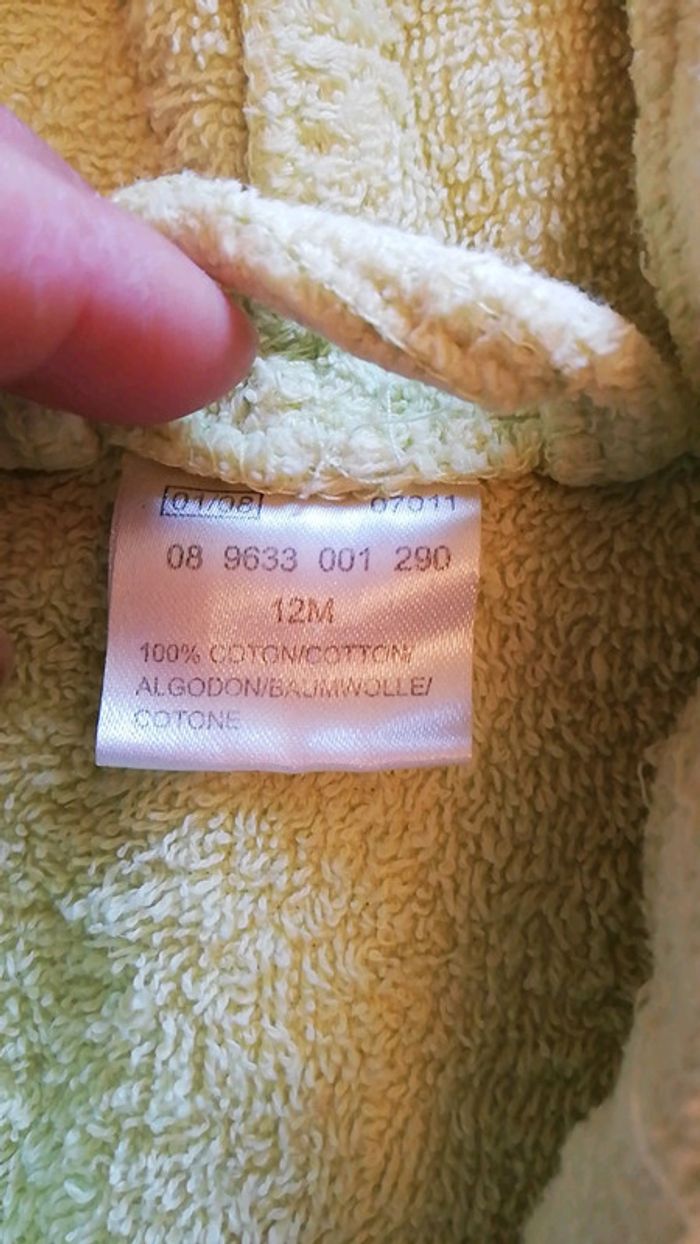 01/08 07011
08 9633 001 290
12M
100% COTON/COTTON/
ALGODON/BAUMWOLLE/
COTONE